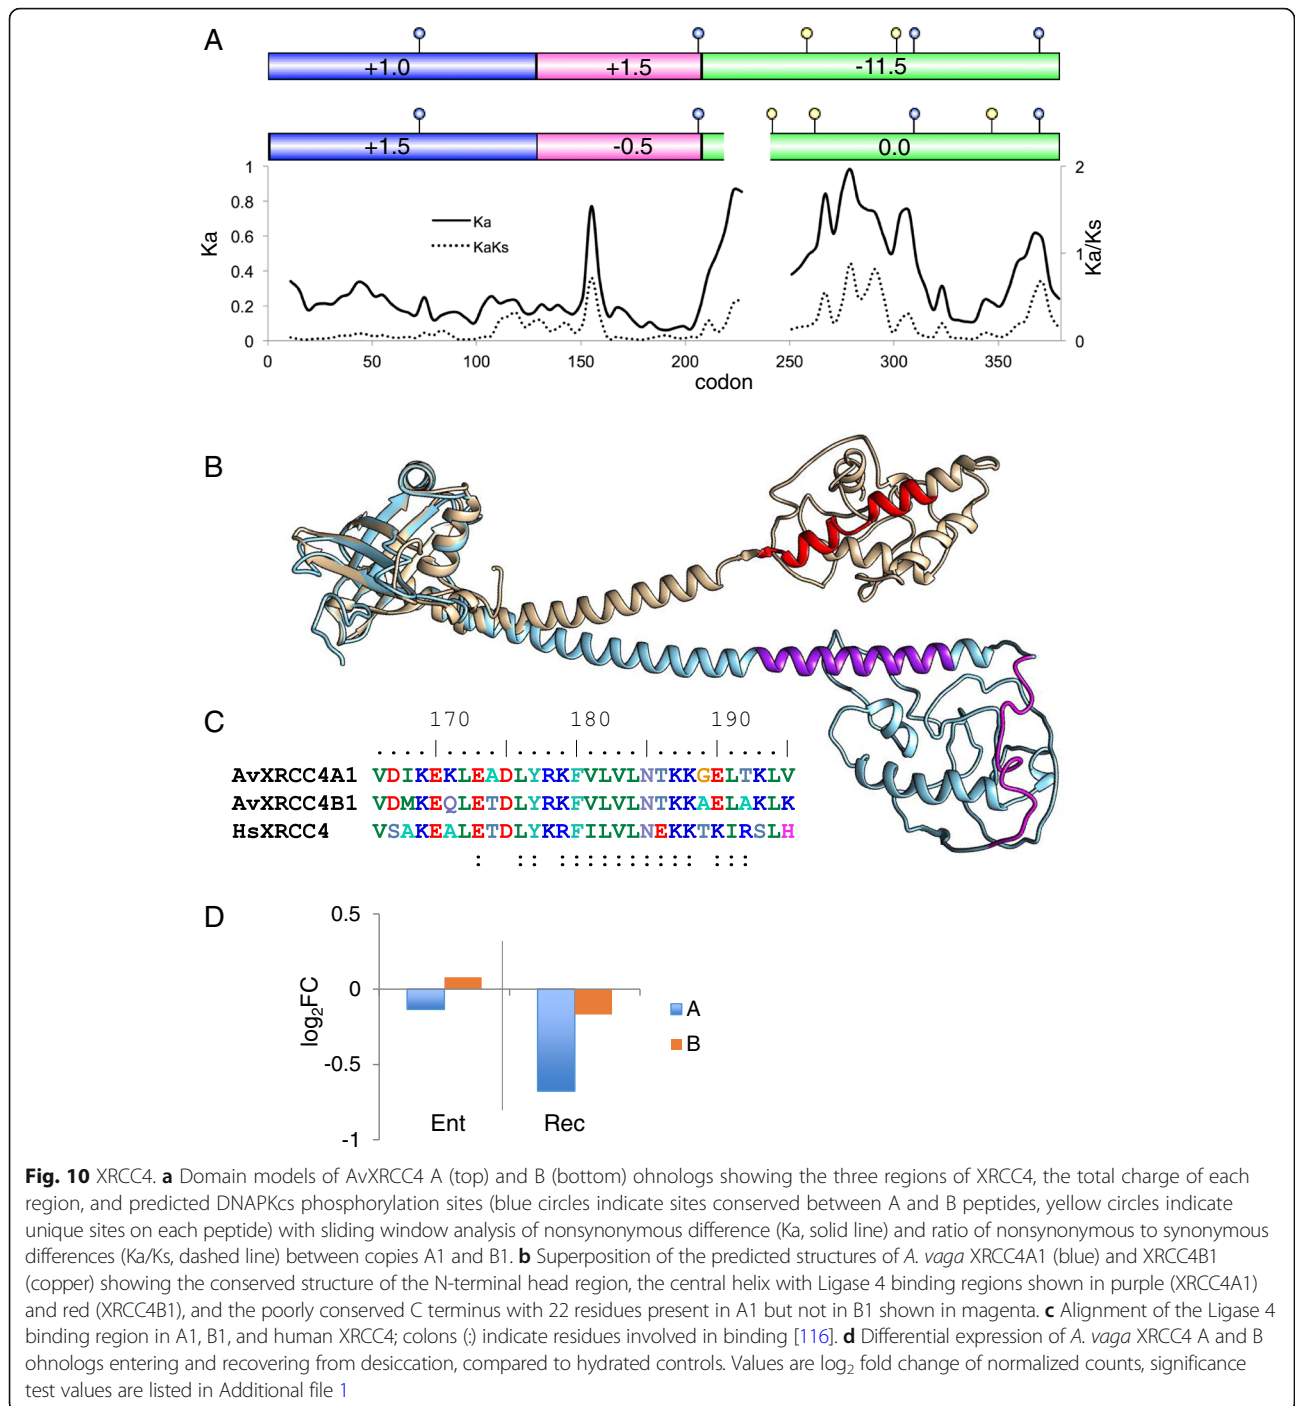 A
+1.0 +1.5 -11.5
+1.5 -0.5 0.0
1 2
0.8
Ka
0.6
KaKs
Ka 1 Ka/Ks
0.4
0.2
0 0
0 50 100 150 200 250 300 350
codon
B
C
170 180 190
....|....|....|....|....|....|
AvXRCC4A1 VDIKEKLEADLYRKFVLVLNTKKGELTKLV
AvXRCC4B1 VDMKEQLETDLYRKFVLVLNTKKAELAKLK
HsXRCC4 VSAKEALETDLYKRFILVLNEKKTKIRSLH
: :: :::::::::: :::
D
0.5
0
log2FC
A
B
-0.5
Ent Rec
-1
Fig. 10 XRCC4. a Domain models of AvXRCC4 A (top) and B (bottom) ohnologs showing the three regions of XRCC4, the total charge of each
region, and predicted DNAPKcs phosphorylation sites (blue circles indicate sites conserved between A and B peptides, yellow circles indicate
unique sites on each peptide) with sliding window analysis of nonsynonymous difference (Ka, solid line) and ratio of nonsynonymous to synonymous
differences (Ka/Ks, dashed line) between copies A1 and B1. b Superposition of the predicted structures of A. vaga XRCC4A1 (blue) and XRCC4B1
(copper) showing the conserved structure of the N-terminal head region, the central helix with Ligase 4 binding regions shown in purple (XRCC4A1)
and red (XRCC4B1), and the poorly conserved C terminus with 22 residues present in A1 but not in B1 shown in magenta. c Alignment of the Ligase 4
binding region in A1, B1, and human XRCC4; colons (:) indicate residues involved in binding [116]. d Differential expression of A. vaga XRCC4 A and B
ohnologs entering and recovering from desiccation, compared to hydrated controls. Values are log2 fold change of normalized counts, significance
test values are listed in Additional file 1